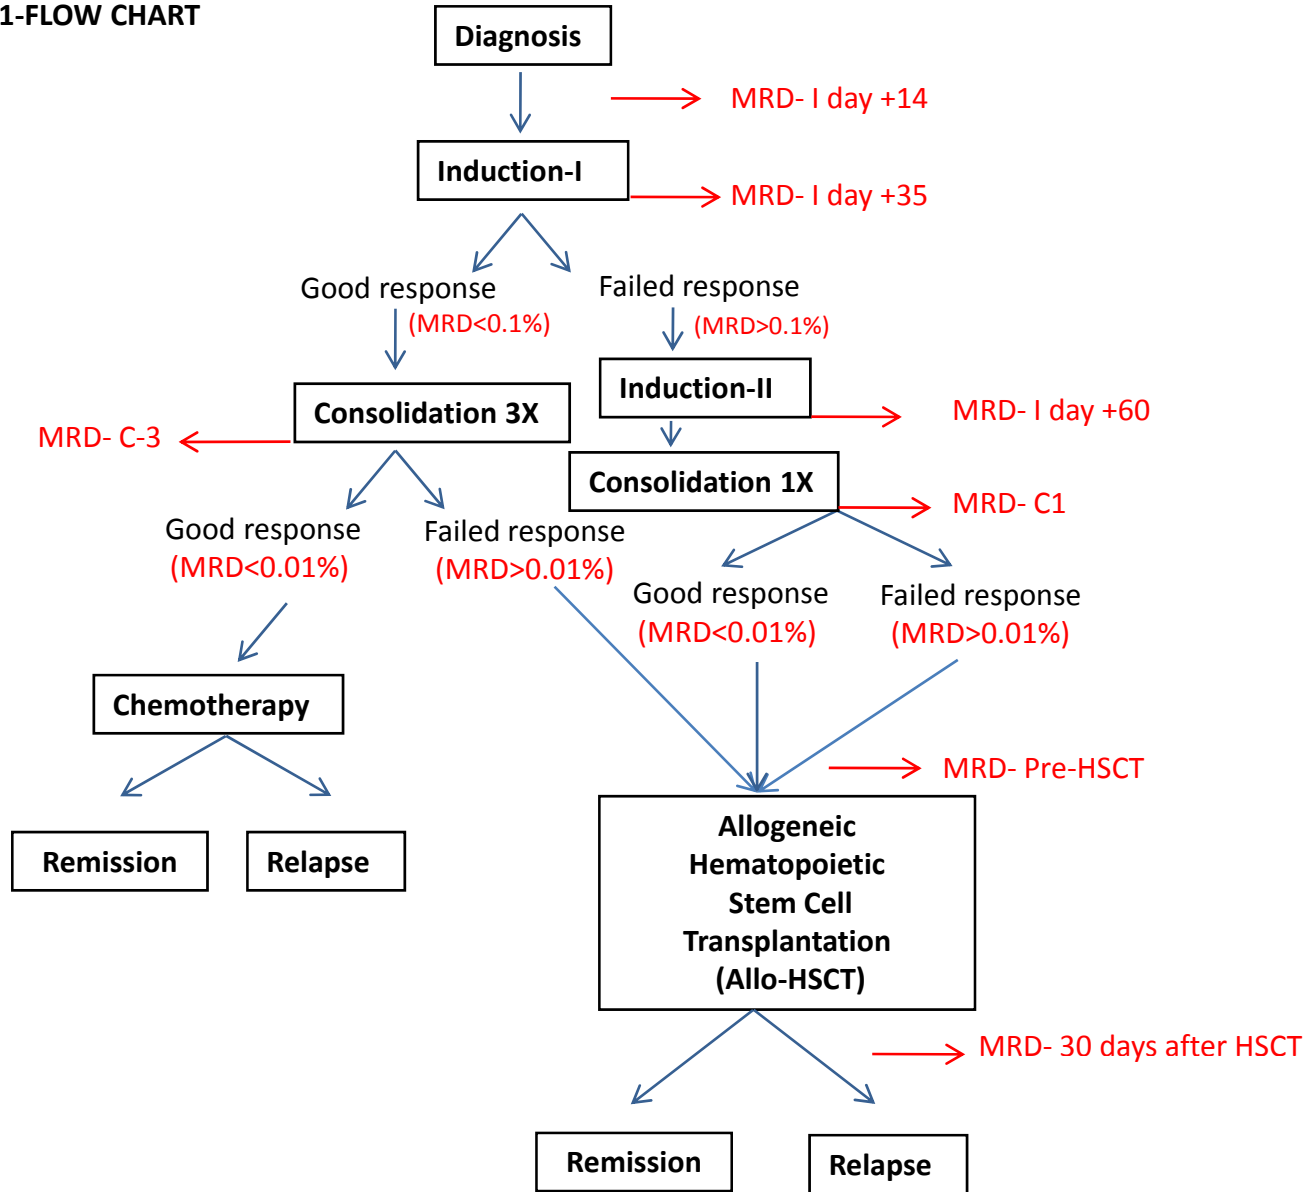 1-FLOW CHART
Diagnosis
MRD- I day +14
Induction-I
MRD- I day +35
Good response
(MRD<0.1%)
Failed response
(MRD>0.1%)
Consolidation 3X
MRD- C-3
Induction-II
MRD- I day +60
Consolidation 1X
MRD- C1
Good response
(MRD<0.01%)
Failed response
(MRD>0.01%)
Good response
(MRD<0.01%)
Failed response
(MRD>0.01%)
Chemotherapy
Remission
Relapse
MRD- Pre-HSCT
Allogeneic
Hematopoietic
Stem Cell
Transplantation
(Allo-HSCT)
MRD- 30 days after HSCT
Remission
Relapse